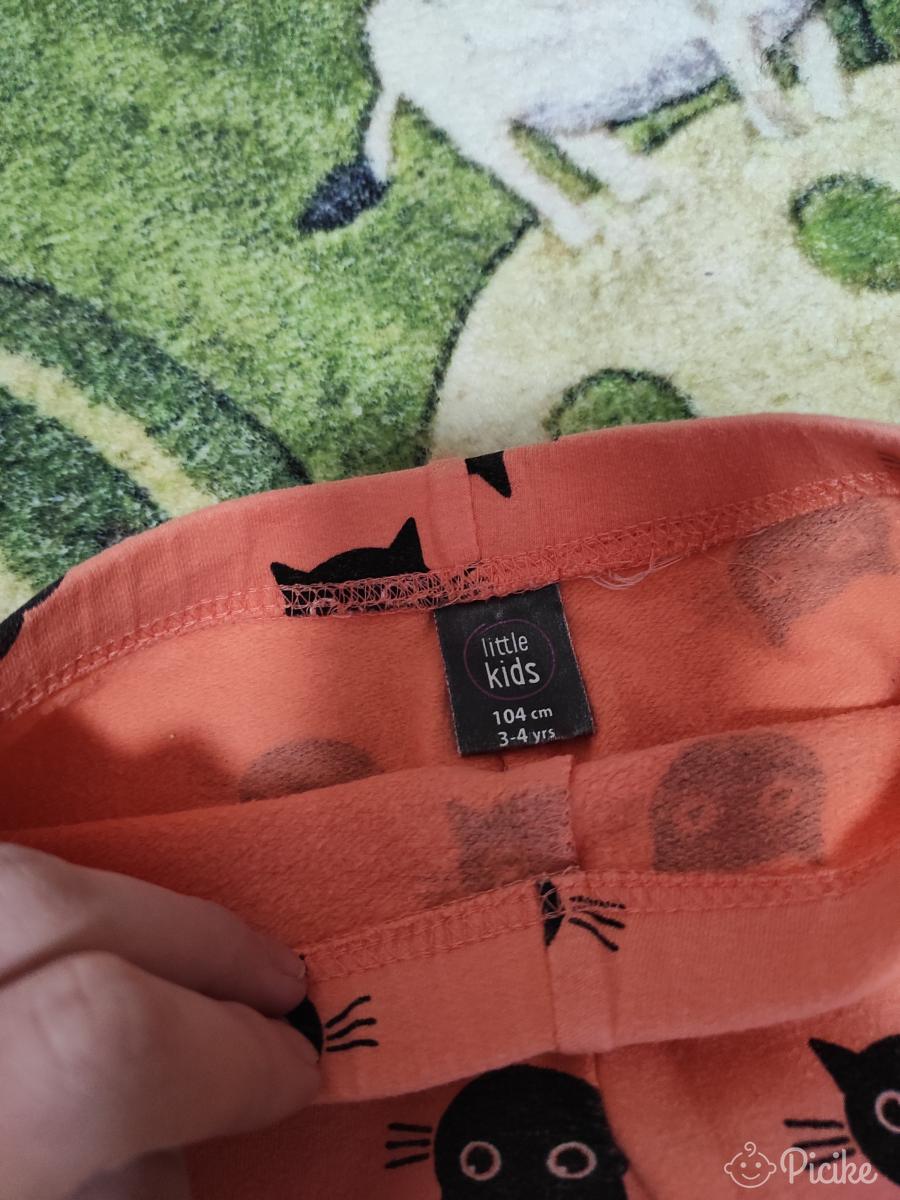 little
kids
104 cm
3-4 yrs
Picike